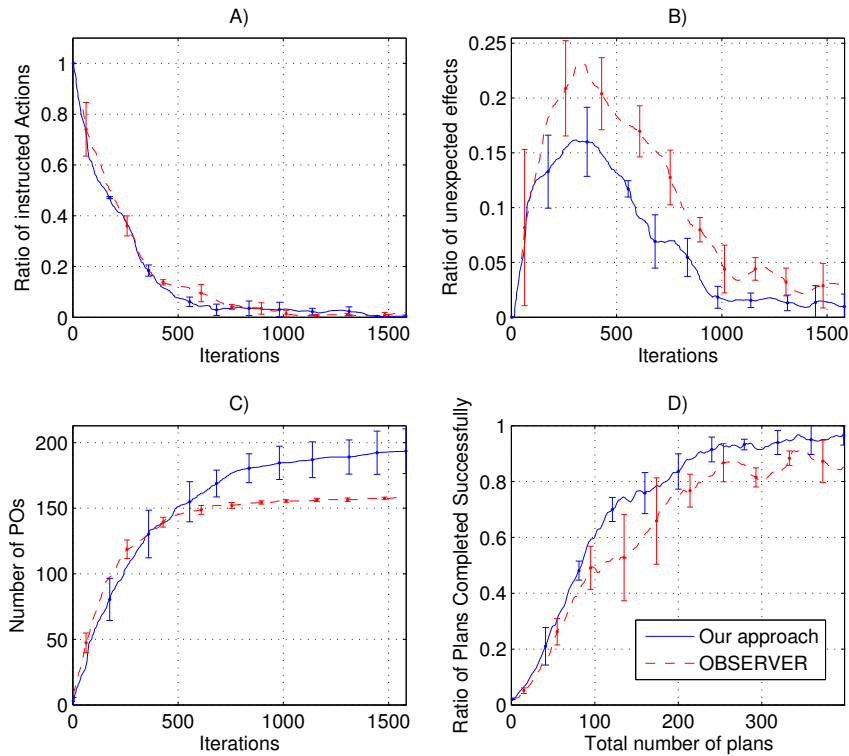 A)
Ratio of instructed Actions
1
0.8
0.6
0.4
0.2
0
0
500
1000
1500
Iterations
B)
Ratio of unexpected effects
0.25
0.2
0.15
0.1
0.05
0
0
500
1000
1500
Iterations
C)
Number of POs
200
150
100
50
0
0
500
1000
1500
Iterations
D)
Ratio of Plans Completed Successfully
1
0.8
0.6
0.4
0.2
0
0
100
200
300
Total number of plans
Our approach
OBSERVER